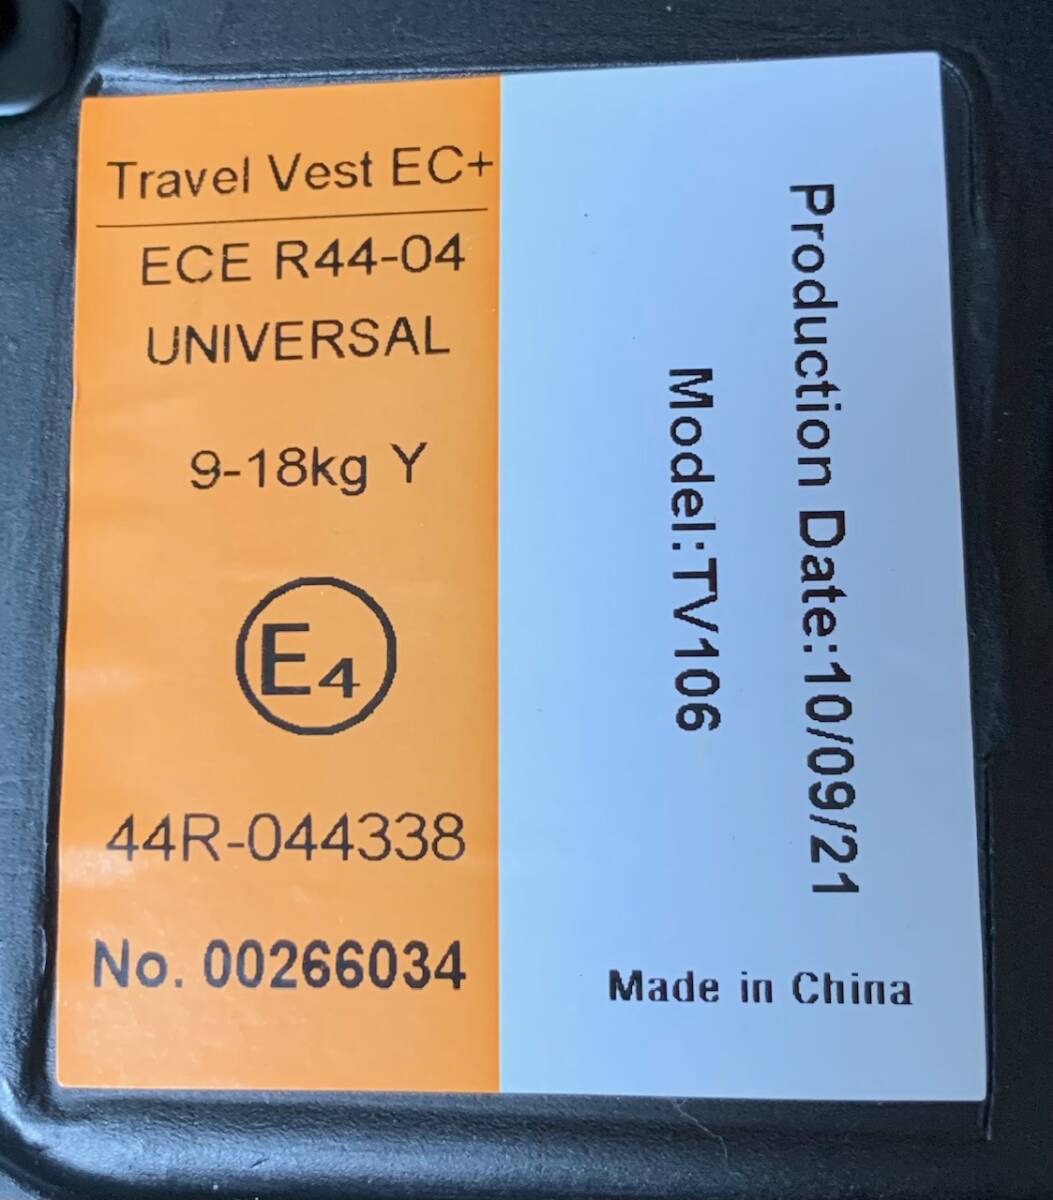 Travel Vest EC+
ECE R44-04
UNIVERSAL
9-18kg Y
E4
44R-044338
No. 00266034
Production Date:10/09/21
Model:TV106
Made in China